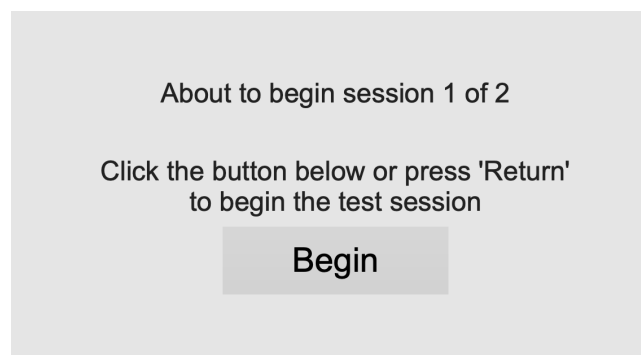 About to begin session 1 of 2
Click the button below or press 'Return'
to begin the test session
Begin